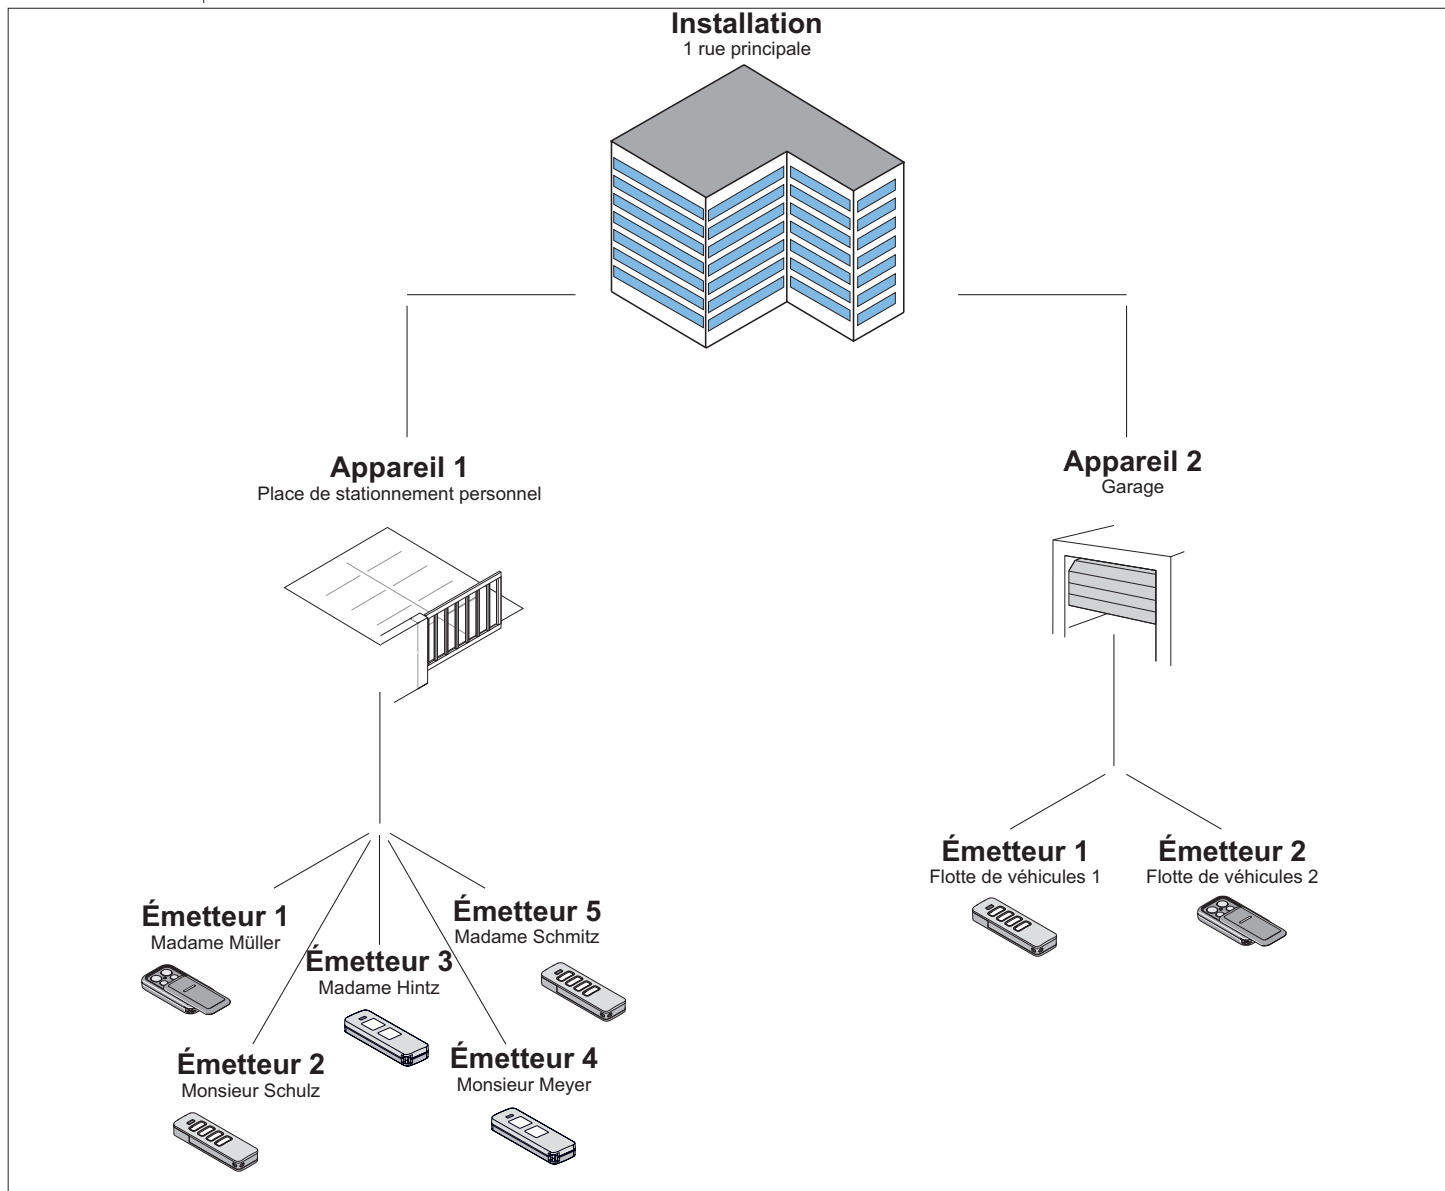 Installation
1 rue principale
Appareil 1
Place de stationnement personnel
Appareil 2
Garage
Émetteur 1
Madame Müller
Émetteur 2
Monsieur Schulz
Émetteur 3
Madame Hintz
Émetteur 4
Monsieur Meyer
Émetteur 5
Madame Schmitz
Émetteur 1
Flotte de véhicules 1
Émetteur 2
Flotte de véhicules 2